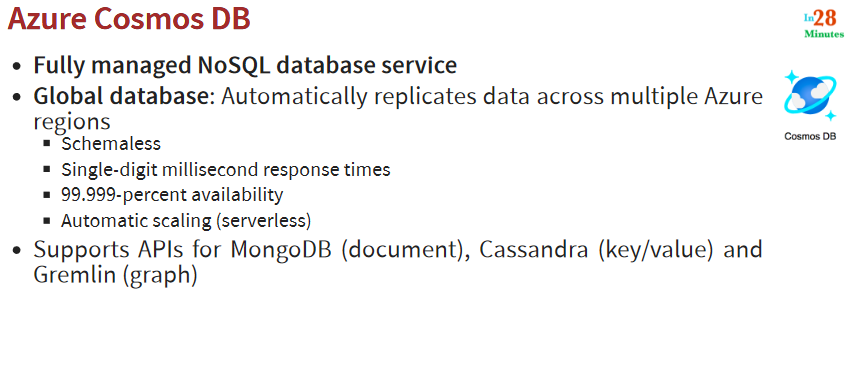 Azure Cosmos DB
In28
Minutes
• Fully managed NoSQL database service
• Global database: Automatically replicates data across multiple Azure
regions
▪ Schemaless
▪ Single-digit millisecond response times
▪ 99.999-percent availability
▪ Automatic scaling (serverless)
• Supports APIs for MongoDB (document), Cassandra (key/value) and
Gremlin (graph)
Cosmos DB